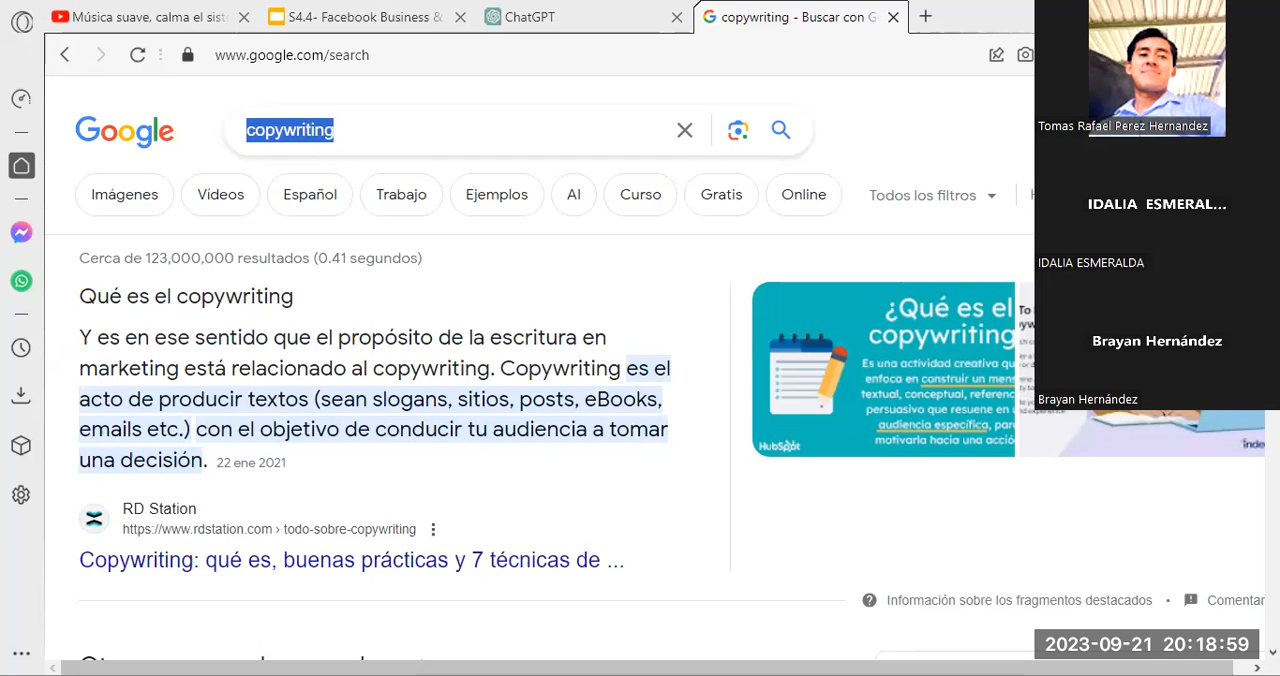 Música suave, calma el sist
S4.4- Facebook Business &
ChatGPT
copywriting - Buscar con G
www.google.com/search
Google
copywriting
Imágenes
Vídeos
Español
Trabajo
Ejemplos
AI
Curso
Gratis
Online
Todos los filtros
Cerca de 123,000,000 resultados (0.41 segundos)
Qué es el copywriting
Y es en ese sentido que el propósito de la escritura en
marketing está relacionado al copywriting. Copywriting es el
acto de producir textos (sean slogans, sitios, posts, eBooks,
emails etc.) con el objetivo de conducir tu audiencia a tomar
una decisión. 22 ene 2021
RD Station
https://www.rdstation.com › todo-sobre-copywriting
Copywriting: qué es, buenas prácticas y 7 técnicas de ...
¿Qué es el
copywriting
Es una actividad creativa qu
enfoca en construir un mens
textual, conceptual, referenc
persuasivo que resuene en u
audiencia específica, par
motivarla hacia una acció
HubSpot
Información sobre los fragmentos destacados
•
Comentar
Tomas Rafael Perez Hernandez
IDALIA ESMERAL...
IDALIA ESMERALDA
Brayan Hernández
Brayan Hernández
2023-09-21 20:18:59